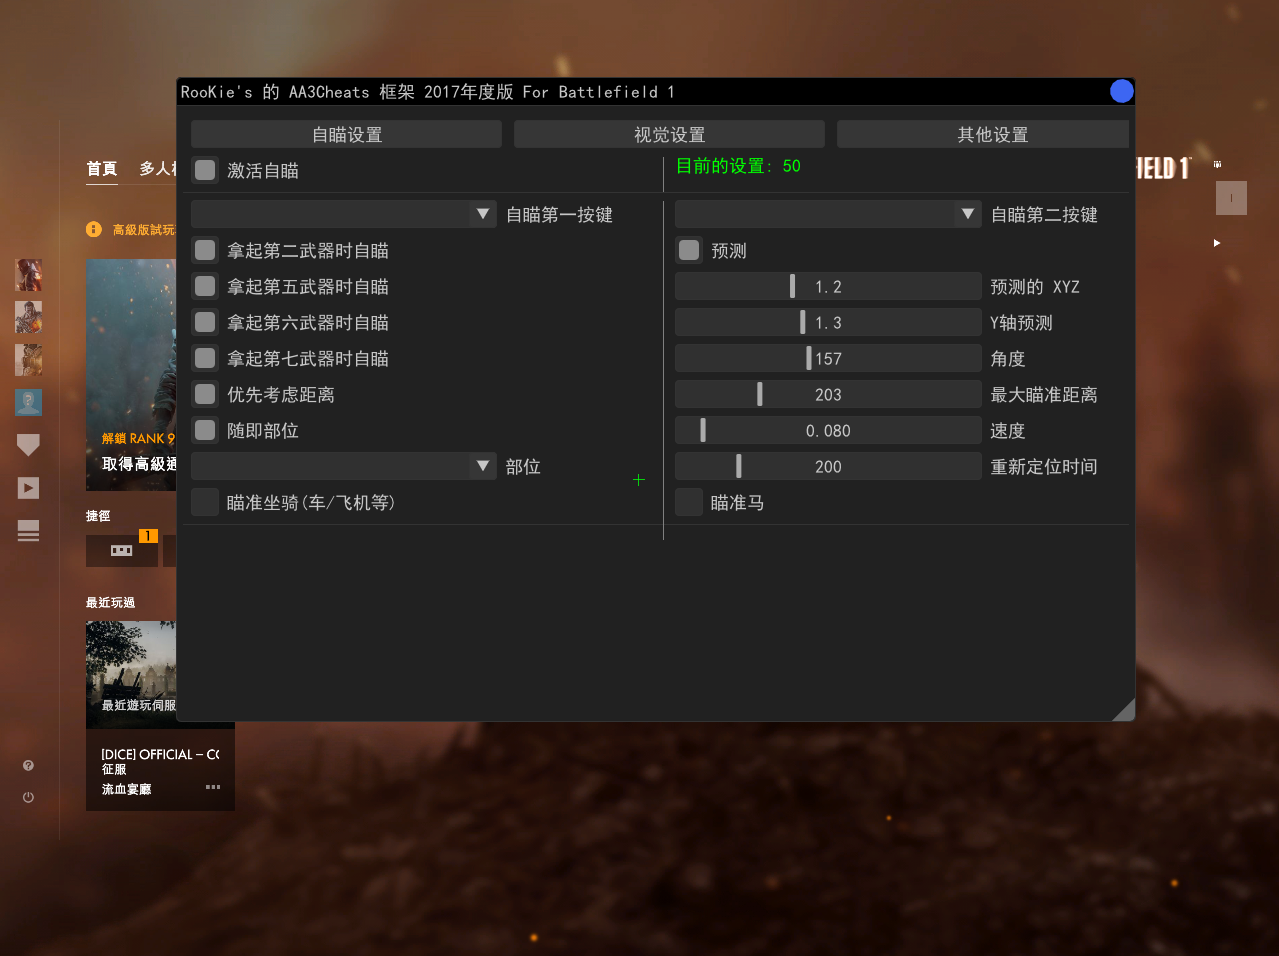 RooKie's 的 AA3Cheats 框架 2017年度版 For Battlefield 1
自瞄设置 视觉设置 其他设置
激活自瞄 目前的设置: 50
自瞄第一按键 自瞄第二按键
拿起第二武器时自瞄 预测
拿起第五武器时自瞄 1.2 预测的 XYZ
拿起第六武器时自瞄 1.3 Y轴预测
拿起第七武器时自瞄 157 角度
优先考虑距离 203 最大瞄准距离
随即部位 0.080 速度
部位 200 重新定位时间
瞄准坐骑(车/飞机等) 瞄准马
首頁 多人
IELD 1
高級版試玩
解鎖 RANK 9
取得高級通
捷徑
1
最近玩過
最近遊玩伺服
[DICE] OFFICIAL – CO
征服
流血宴廳